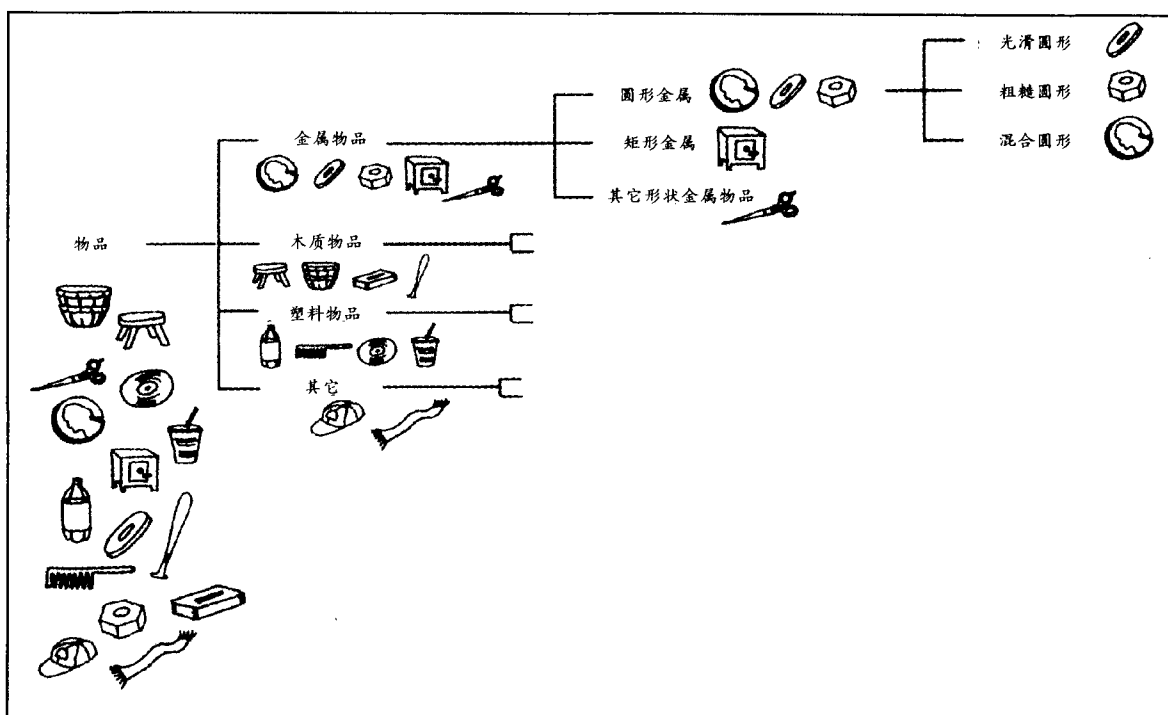 光滑圆形
圆形金属
粗糙圆形
金属物品
矩形金属
混合圆形
其它形状金属物品
物品
木质物品
塑料物品
其它